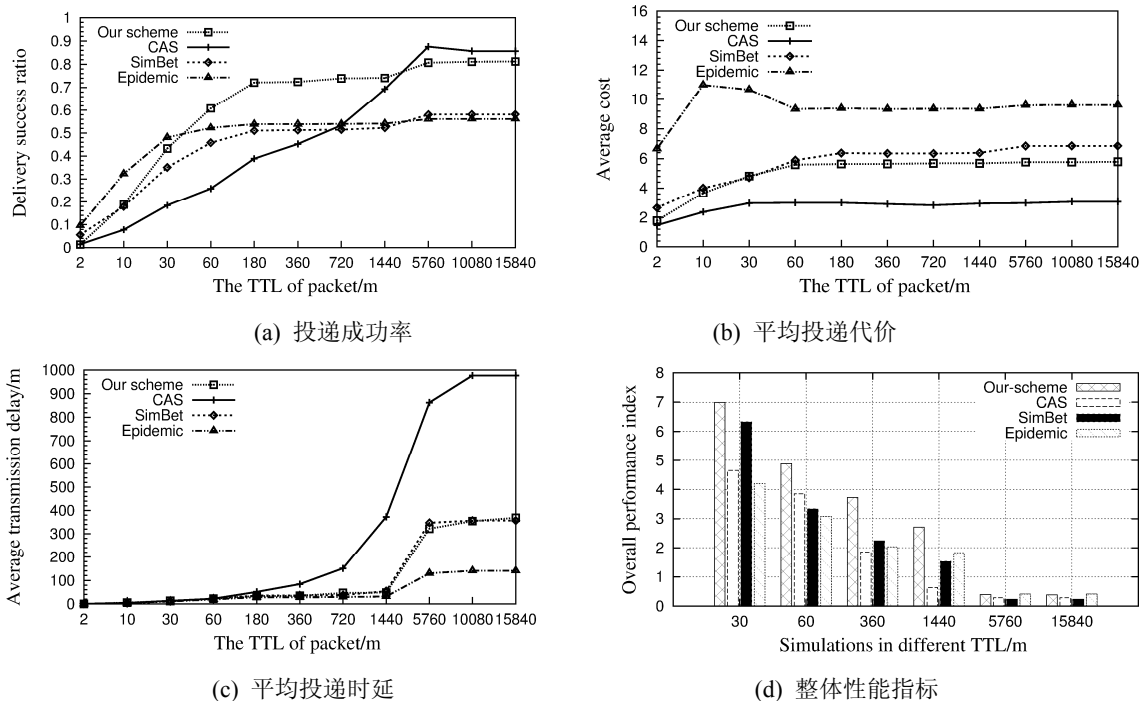 Delivery success ratio
1
0.9
0.8
0.7
0.6
0.5
0.4
0.3
0.2
0.1
0
Our scheme
CAS
SimBet
Epidemic
2 10 30 60 180 360 720 1440 5760 10080 15840
The TTL of packet/m
(a) 投递成功率
Average cost
16
14
12
10
8
6
4
2
0
Our scheme
CAS
SimBet
Epidemic
2 10 30 60 180 360 720 1440 5760 10080 15840
The TTL of packet/m
(b) 平均投递代价
Average transmission delay/m
1000
900
800
700
600
500
400
300
200
100
0
Our scheme
CAS
SimBet
Epidemic
2 10 30 60 180 360 720 1440 5760 10080 15840
The TTL of packet/m
(c) 平均投递时延
Overall performance index
8
7
6
5
4
3
2
1
0
Our-scheme
CAS
SimBet
Epidemic
30 60 360 1440 5760 15840
Simulations in different TTL/m
(d) 整体性能指标